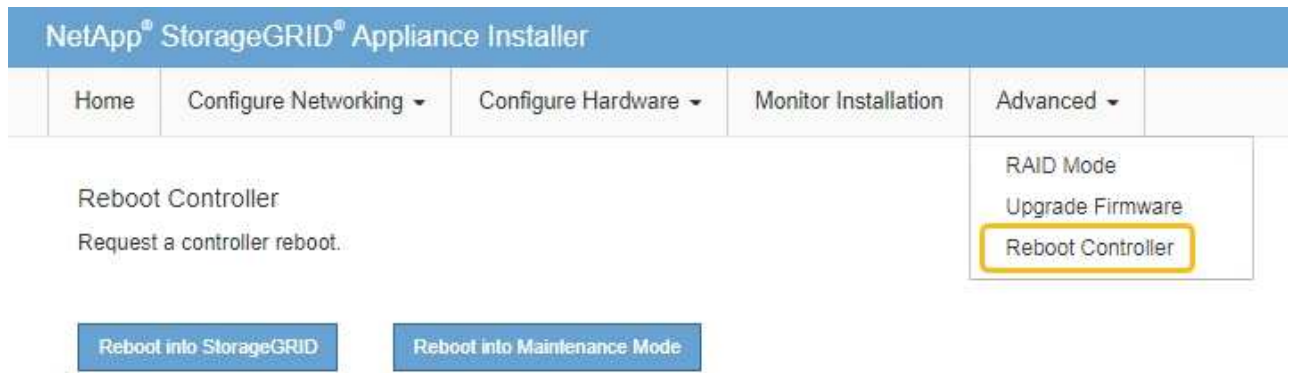 NetApp® StorageGRID® Appliance Installer
Home Configure Networking Configure Hardware Monitor Installation Advanced
RAID Mode
Upgrade Firmware
Reboot Controller
Reboot Controller
Request a controller reboot.
Reboot into StorageGRID Reboot into Maintenance Mode